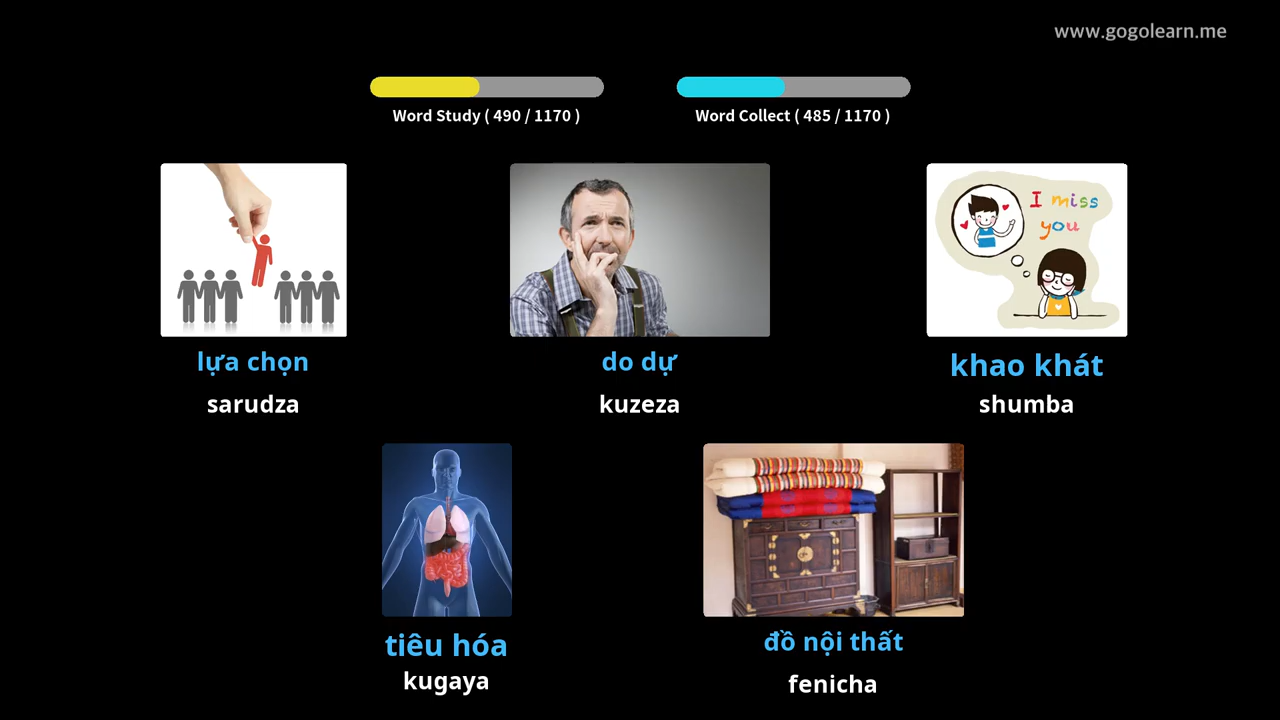 www.gogolearn.me
Word Study ( 490 / 1170 )
Word Collect ( 485 / 1170 )
I miss
you
lựa chọn
do dự
khao khát
sarudza
kuzeza
shumba
tiêu hóa
đồ nội thất
kugaya
fenicha